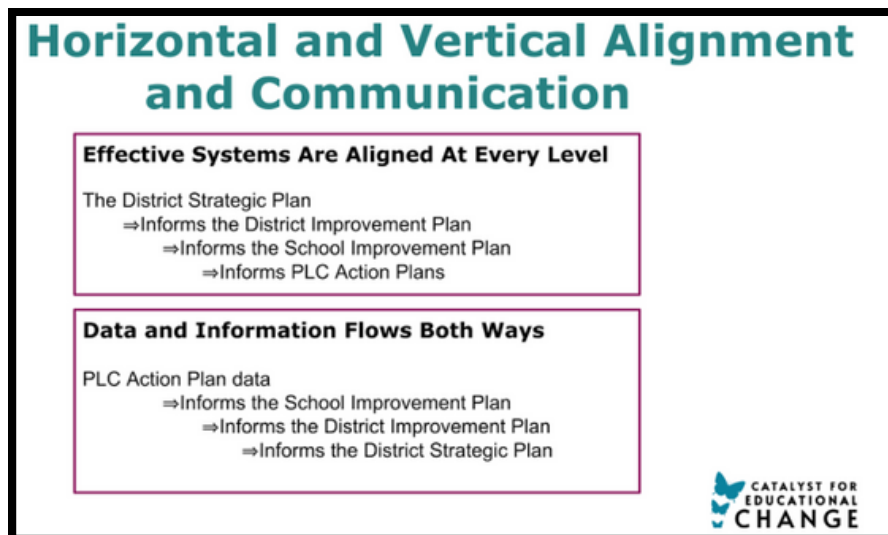 Horizontal and Vertical Alignment
and Communication
Effective Systems Are Aligned At Every Level
The District Strategic Plan
⇒Informs the District Improvement Plan
⇒Informs the School Improvement Plan
⇒Informs PLC Action Plans
Data and Information Flows Both Ways
PLC Action Plan data
⇒Informs the School Improvement Plan
⇒Informs the District Improvement Plan
⇒Informs the District Strategic Plan
CATALYST FOR
EDUCATIONAL
CHANGE